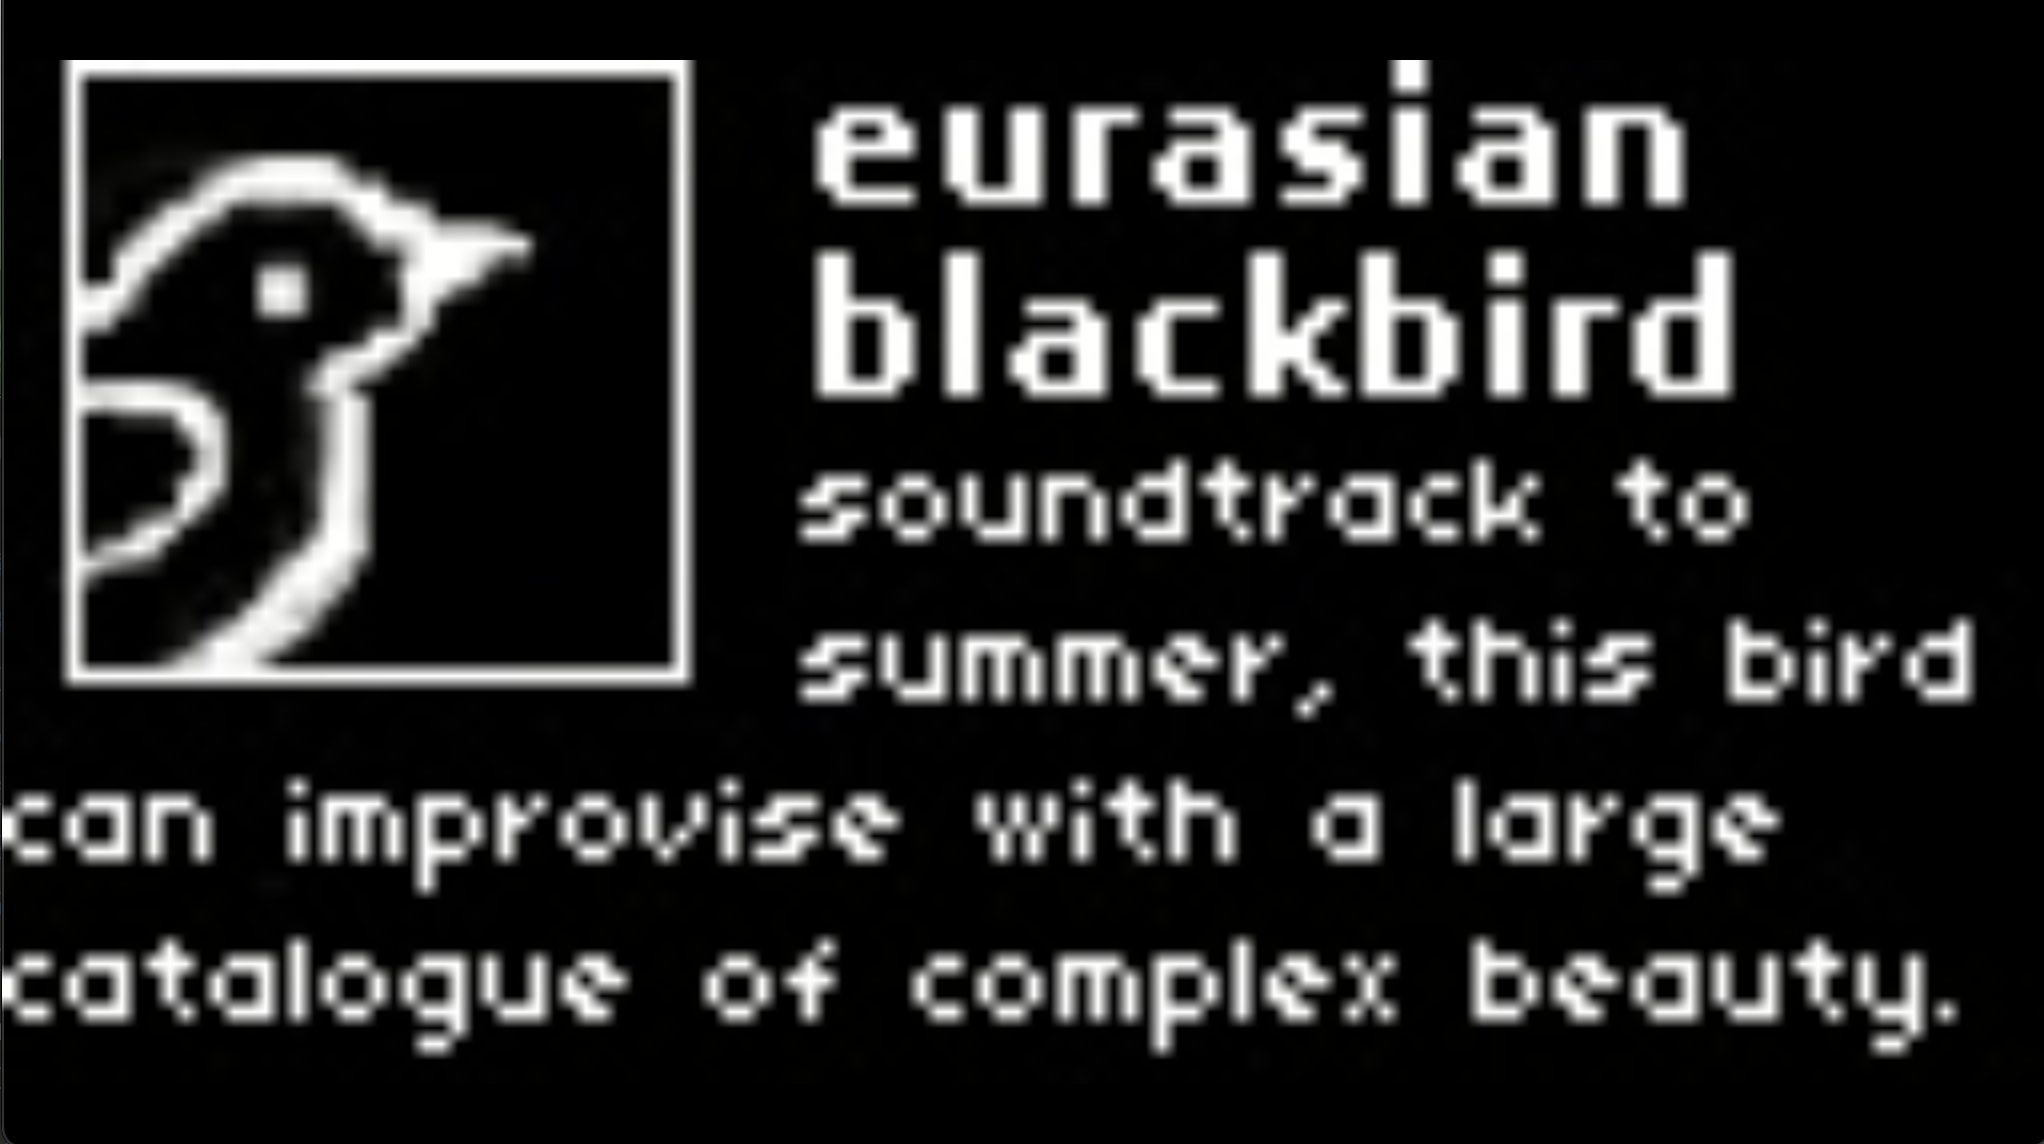 eurasian
blackbird
soundtrack to
summer, this bird
can improvise with a large
catalogue of complex beauty.